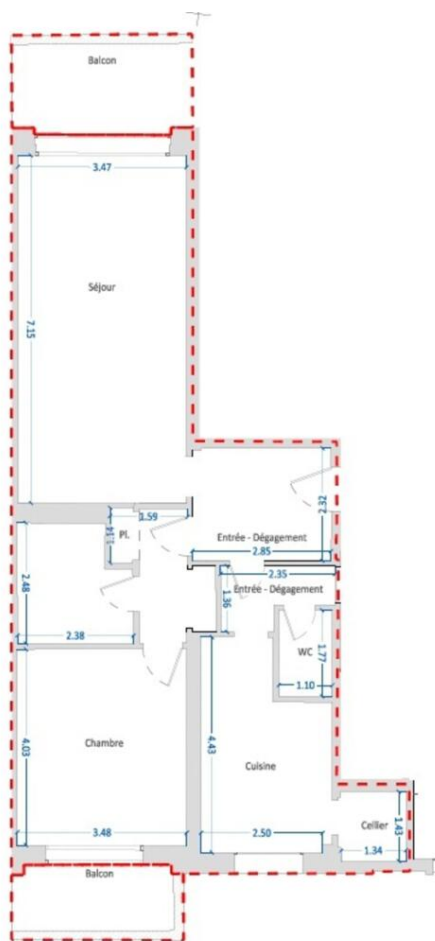 Balcon
3.47
Séjour
7.15
1.59
Pl.
1.14
2.32
Entrée - Dégagement
2.85
2.35
Entrée - Dégagement
1.36
2.48
2.38
WC
1.77
1.10
Chambre
4.03
4.43
Cuisine
3.48
2.50
Cellier
1.43
1.34
Balcon